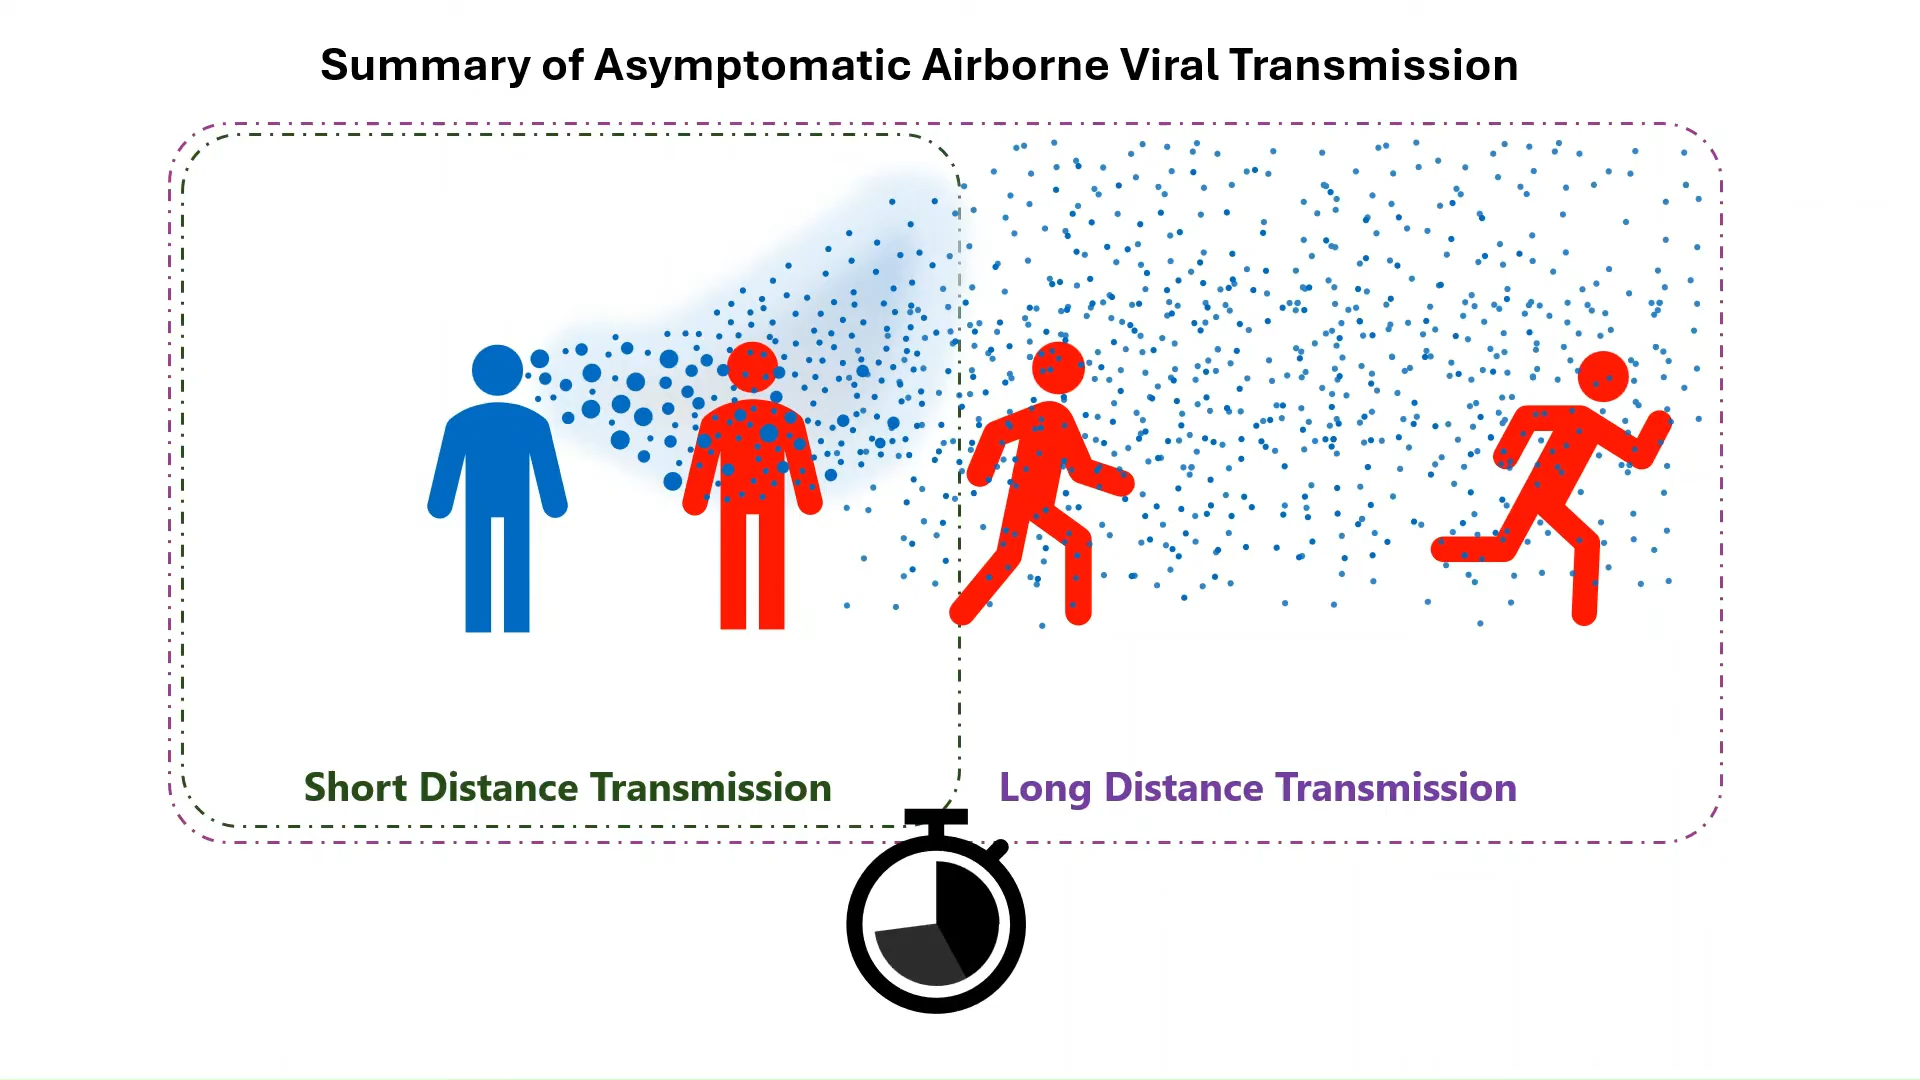 Summary of Asymptomatic Airborne Viral Transmission
Short Distance Transmission
Long Distance Transmission